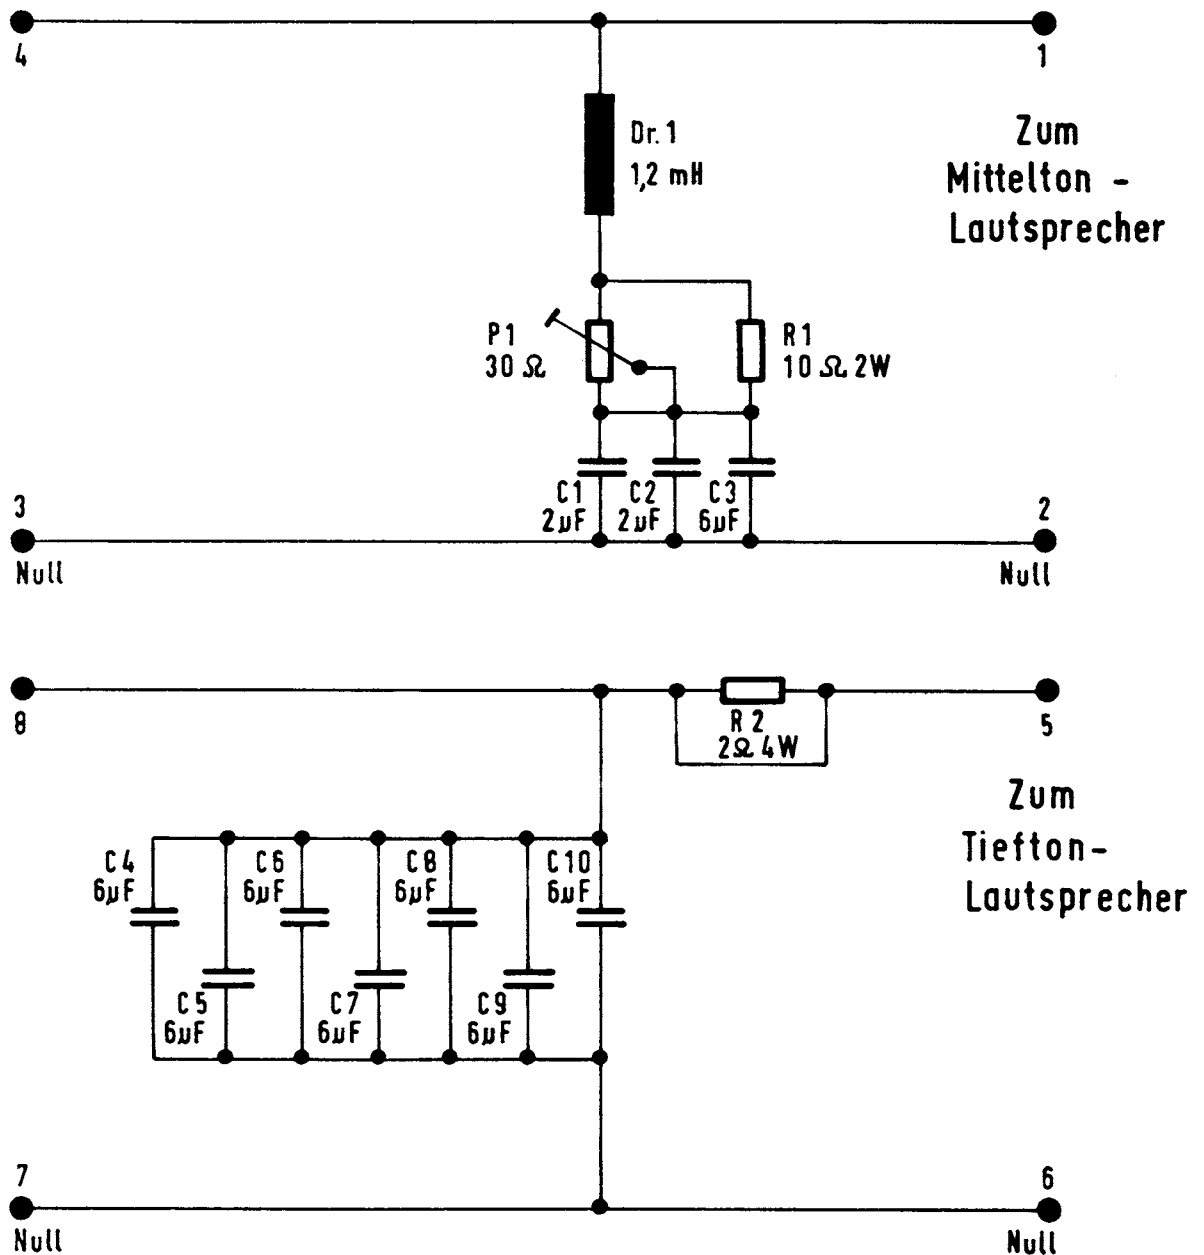 4
1
Dr. 1
1,2 mH
Zum
Mittelton -
Lautsprecher
P1
30 Ω
R1
10 Ω 2W
C1
2µF
C2
2µF
C3
6µF
3
Null
2
Null
8
R2
2Ω 4W
5
Zum
Tiefton-
Lautsprecher
C4
6µF
C6
6µF
C8
6µF
C10
6µF
C5
6µF
C7
6µF
C9
6µF
7
Null
6
Null